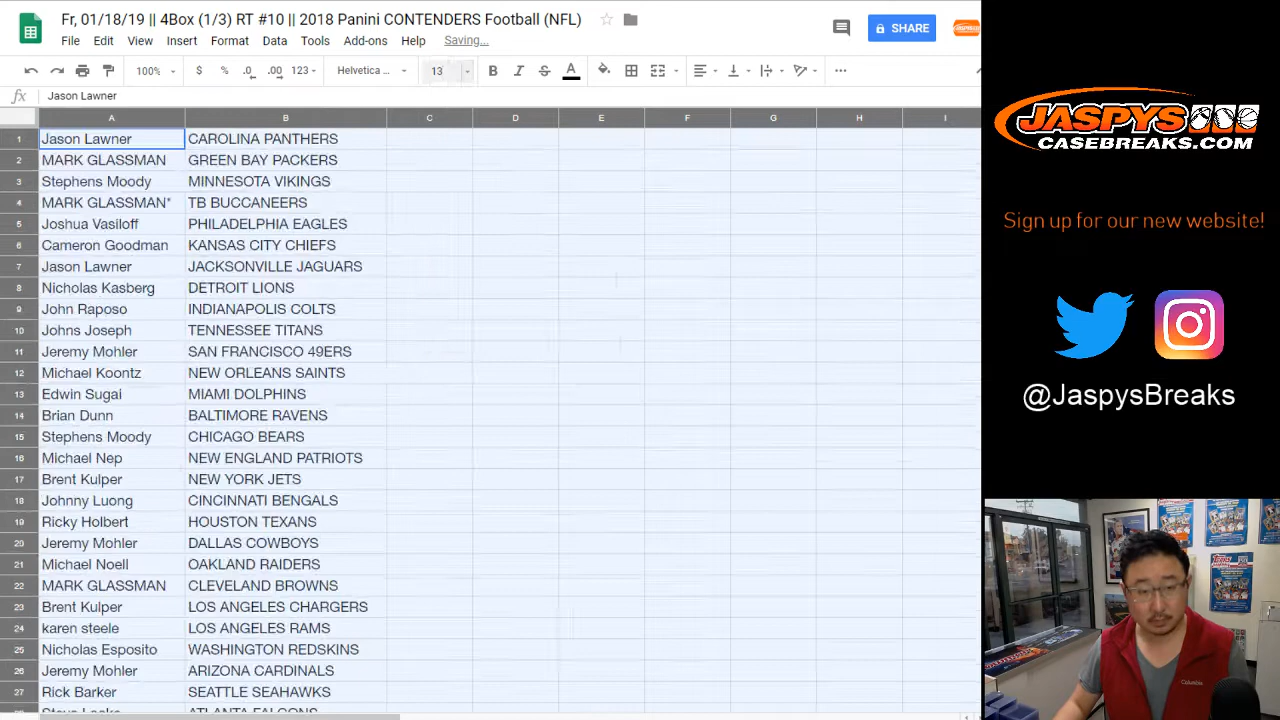 Fr, 01/18/19 || 4Box (1/3) RT #10 || 2018 Panini CONTENDERS Football (NFL)
File Edit View Insert Format Data Tools Add-ons Help Saving...
SHARE
100% $ % .0 .00 123 Helvetica ... 13 B I S A
fx Jason Lawner
A B C D E F G H I
1 Jason Lawner CAROLINA PANTHERS
2 MARK GLASSMAN GREEN BAY PACKERS
3 Stephens Moody MINNESOTA VIKINGS
4 MARK GLASSMAN* TB BUCCANEERS
5 Joshua Vasiloff PHILADELPHIA EAGLES
6 Cameron Goodman KANSAS CITY CHIEFS
7 Jason Lawner JACKSONVILLE JAGUARS
8 Nicholas Kasberg DETROIT LIONS
9 John Raposo INDIANAPOLIS COLTS
10 Johns Joseph TENNESSEE TITANS
11 Jeremy Mohler SAN FRANCISCO 49ERS
12 Michael Koontz NEW ORLEANS SAINTS
13 Edwin Sugai MIAMI DOLPHINS
14 Brian Dunn BALTIMORE RAVENS
15 Stephens Moody CHICAGO BEARS
16 Michael Nep NEW ENGLAND PATRIOTS
17 Brent Kulper NEW YORK JETS
18 Johnny Luong CINCINNATI BENGALS
19 Ricky Holbert HOUSTON TEXANS
20 Jeremy Mohler DALLAS COWBOYS
21 Michael Noell OAKLAND RAIDERS
22 MARK GLASSMAN CLEVELAND BROWNS
23 Brent Kulper LOS ANGELES CHARGERS
24 karen steele LOS ANGELES RAMS
25 Nicholas Esposito WASHINGTON REDSKINS
26 Jeremy Mohler ARIZONA CARDINALS
27 Rick Barker SEATTLE SEAHAWKS
ATLANTA FALCONS
JASPYS
CASEBREAKS.COM
Sign up for our new website!
@JaspysBreaks
Columbia